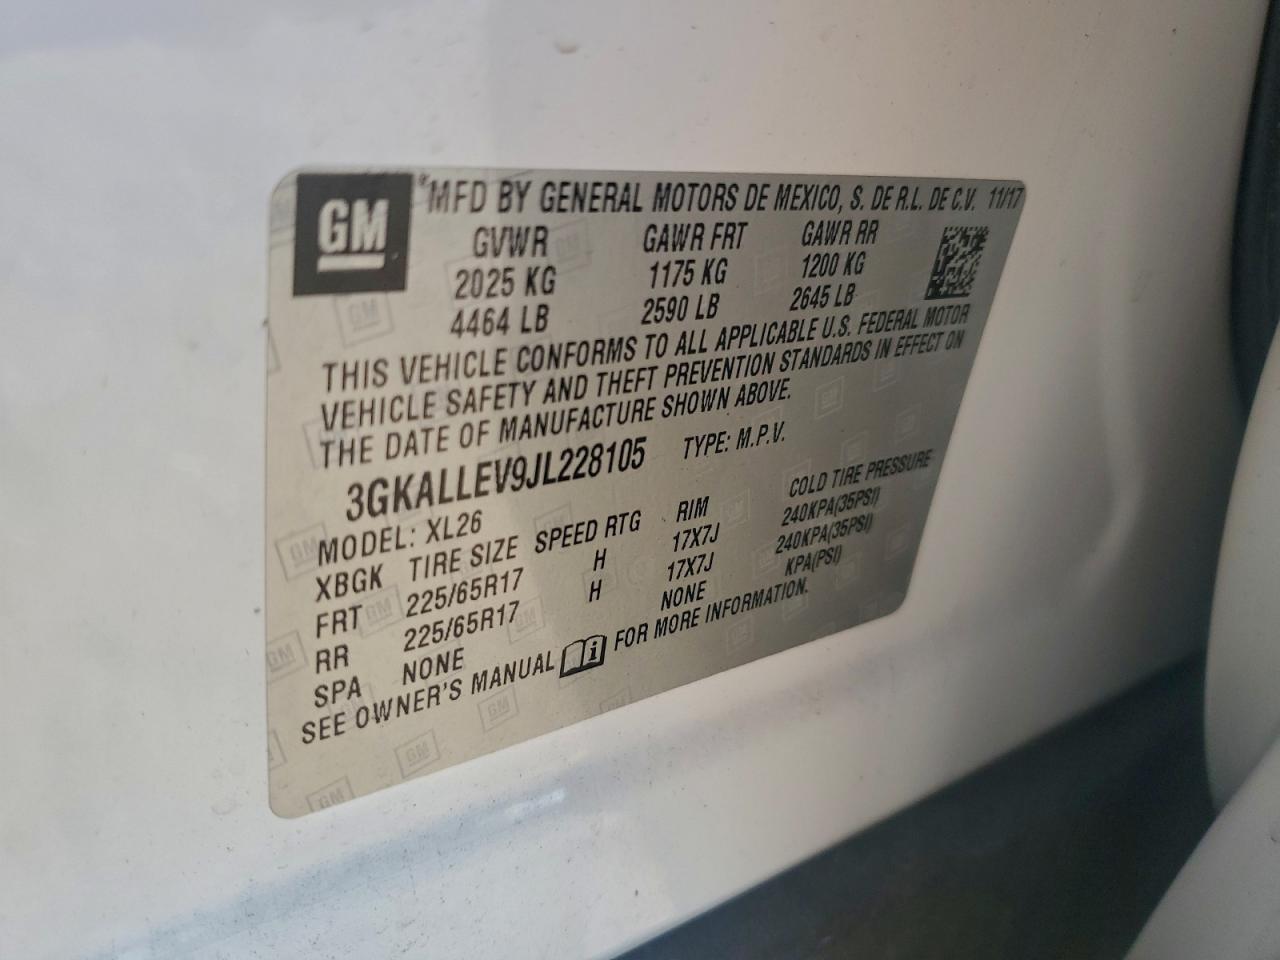 GM
*MFD BY GENERAL MOTORS DE MEXICO, S. DE R.L. DE C.V. 11/17
GVWR GAWR FRT GAWR RR
2025 KG 1175 KG 1200 KG
4464 LB 2590 LB 2645 LB
THIS VEHICLE CONFORMS TO ALL APPLICABLE U.S. FEDERAL MOTOR
VEHICLE SAFETY AND THEFT PREVENTION STANDARDS IN EFFECT ON
THE DATE OF MANUFACTURE SHOWN ABOVE.
3GKALLEV9JL228105 TYPE: M.P.V.
MODEL: XL26
XBGK TIRE SIZE SPEED RTG RIM COLD TIRE PRESSURE
FRT 225/65R17 H 17X7J 240KPA(35PSI)
RR 225/65R17 H 17X7J 240KPA(35PSI)
SPA NONE NONE KPA(PSI)
SEE OWNER'S MANUAL i FOR MORE INFORMATION.